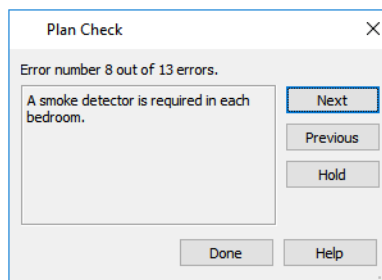 Plan Check
Error number 8 out of 13 errors.
A smoke detector is required in each
bedroom.
Next
Previous
Hold
Done
Help